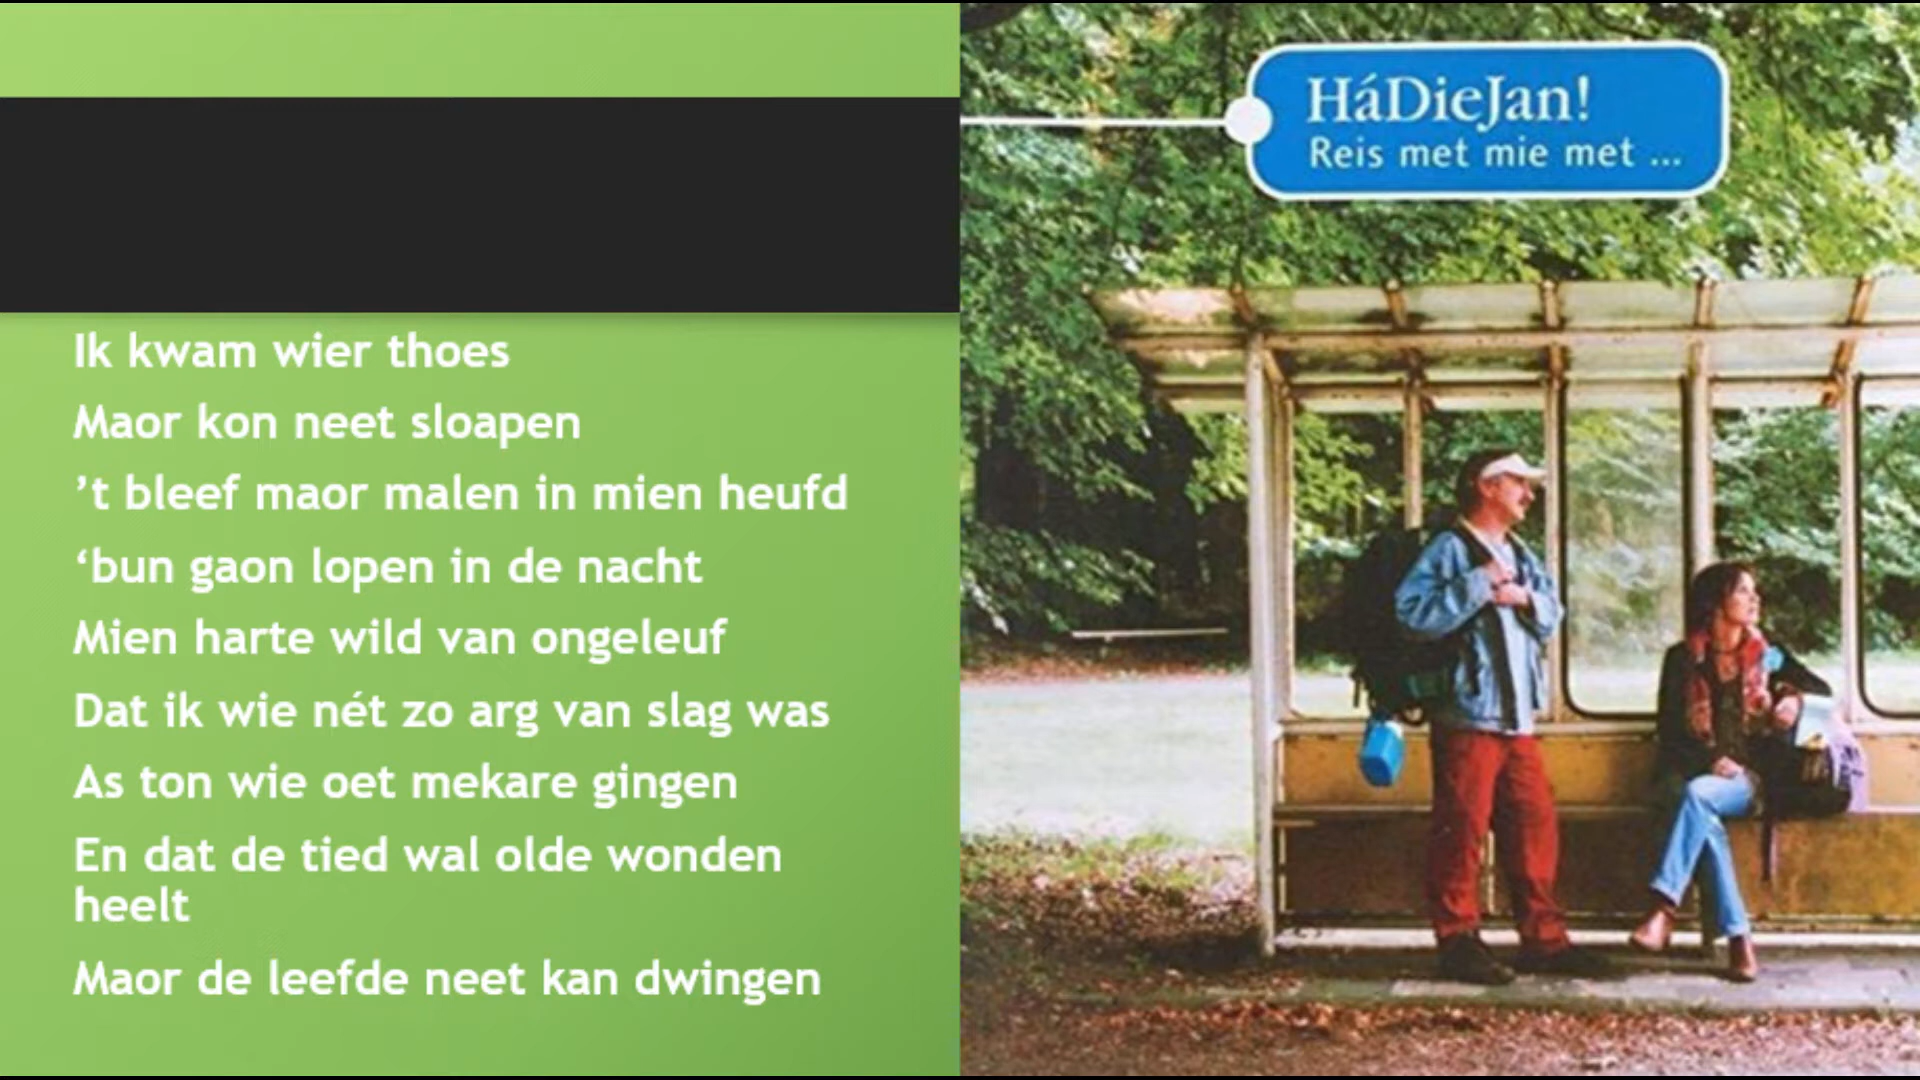 Ik kwam wier thoes
Maor kon neet sloapen
’t bleef maor malen in mien heufd
‘bun gaon lopen in de nacht
Mien harte wild van ongeleuf
Dat ik wie nét zo arg van slag was
As ton wie oet mekare gingen
En dat de tied wal olde wonden
heelt
Maor de leefde neet kan dwingen
HáDieJan!
Reis met mie met ...